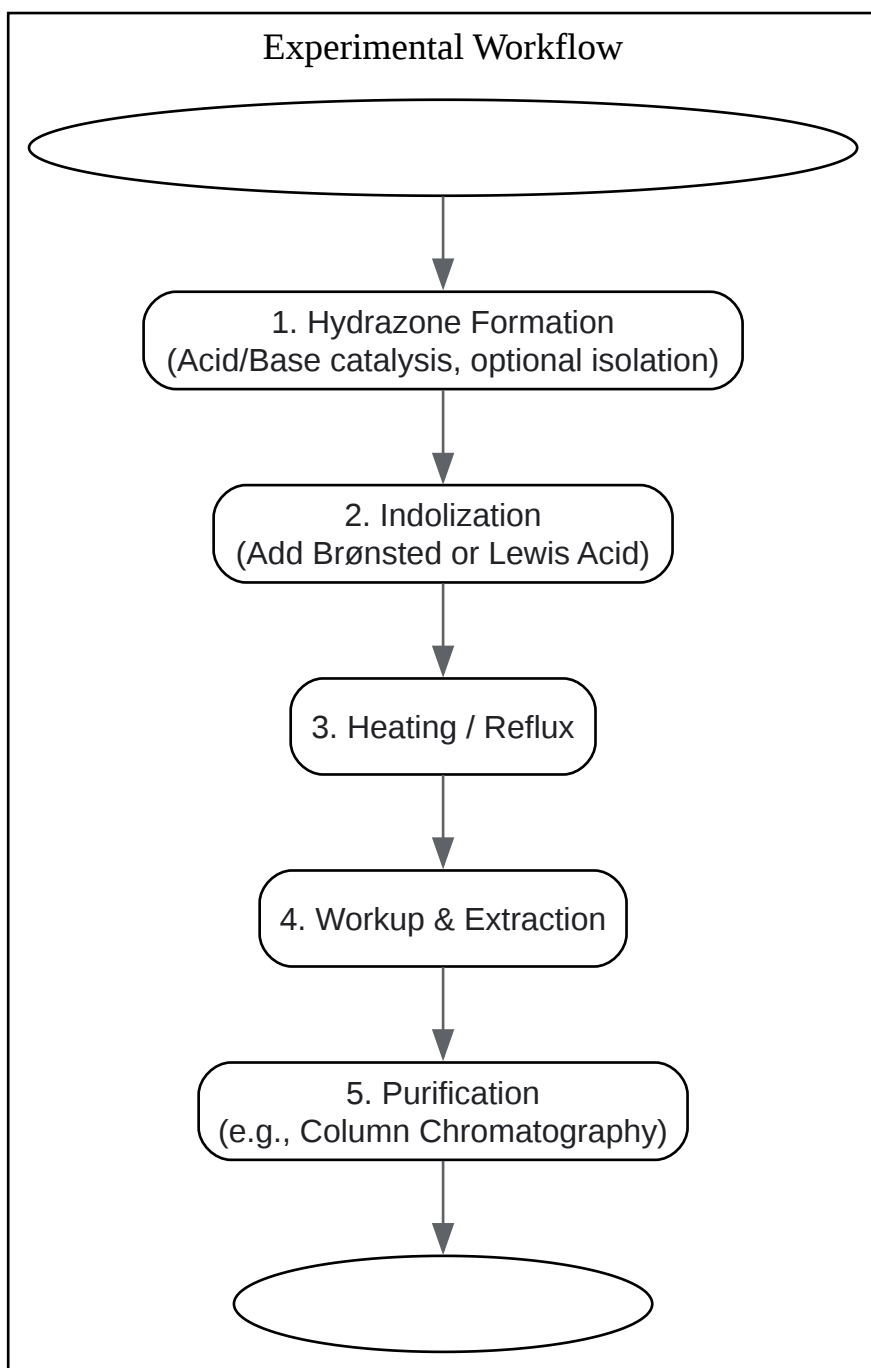 Experimental Workflow
1. Hydrazone Formation
(Acid/Base catalysis, optional isolation)
2. Indolization
(Add Brønsted or Lewis Acid)
3. Heating / Reflux
4. Workup & Extraction
5. Purification
(e.g., Column Chromatography)